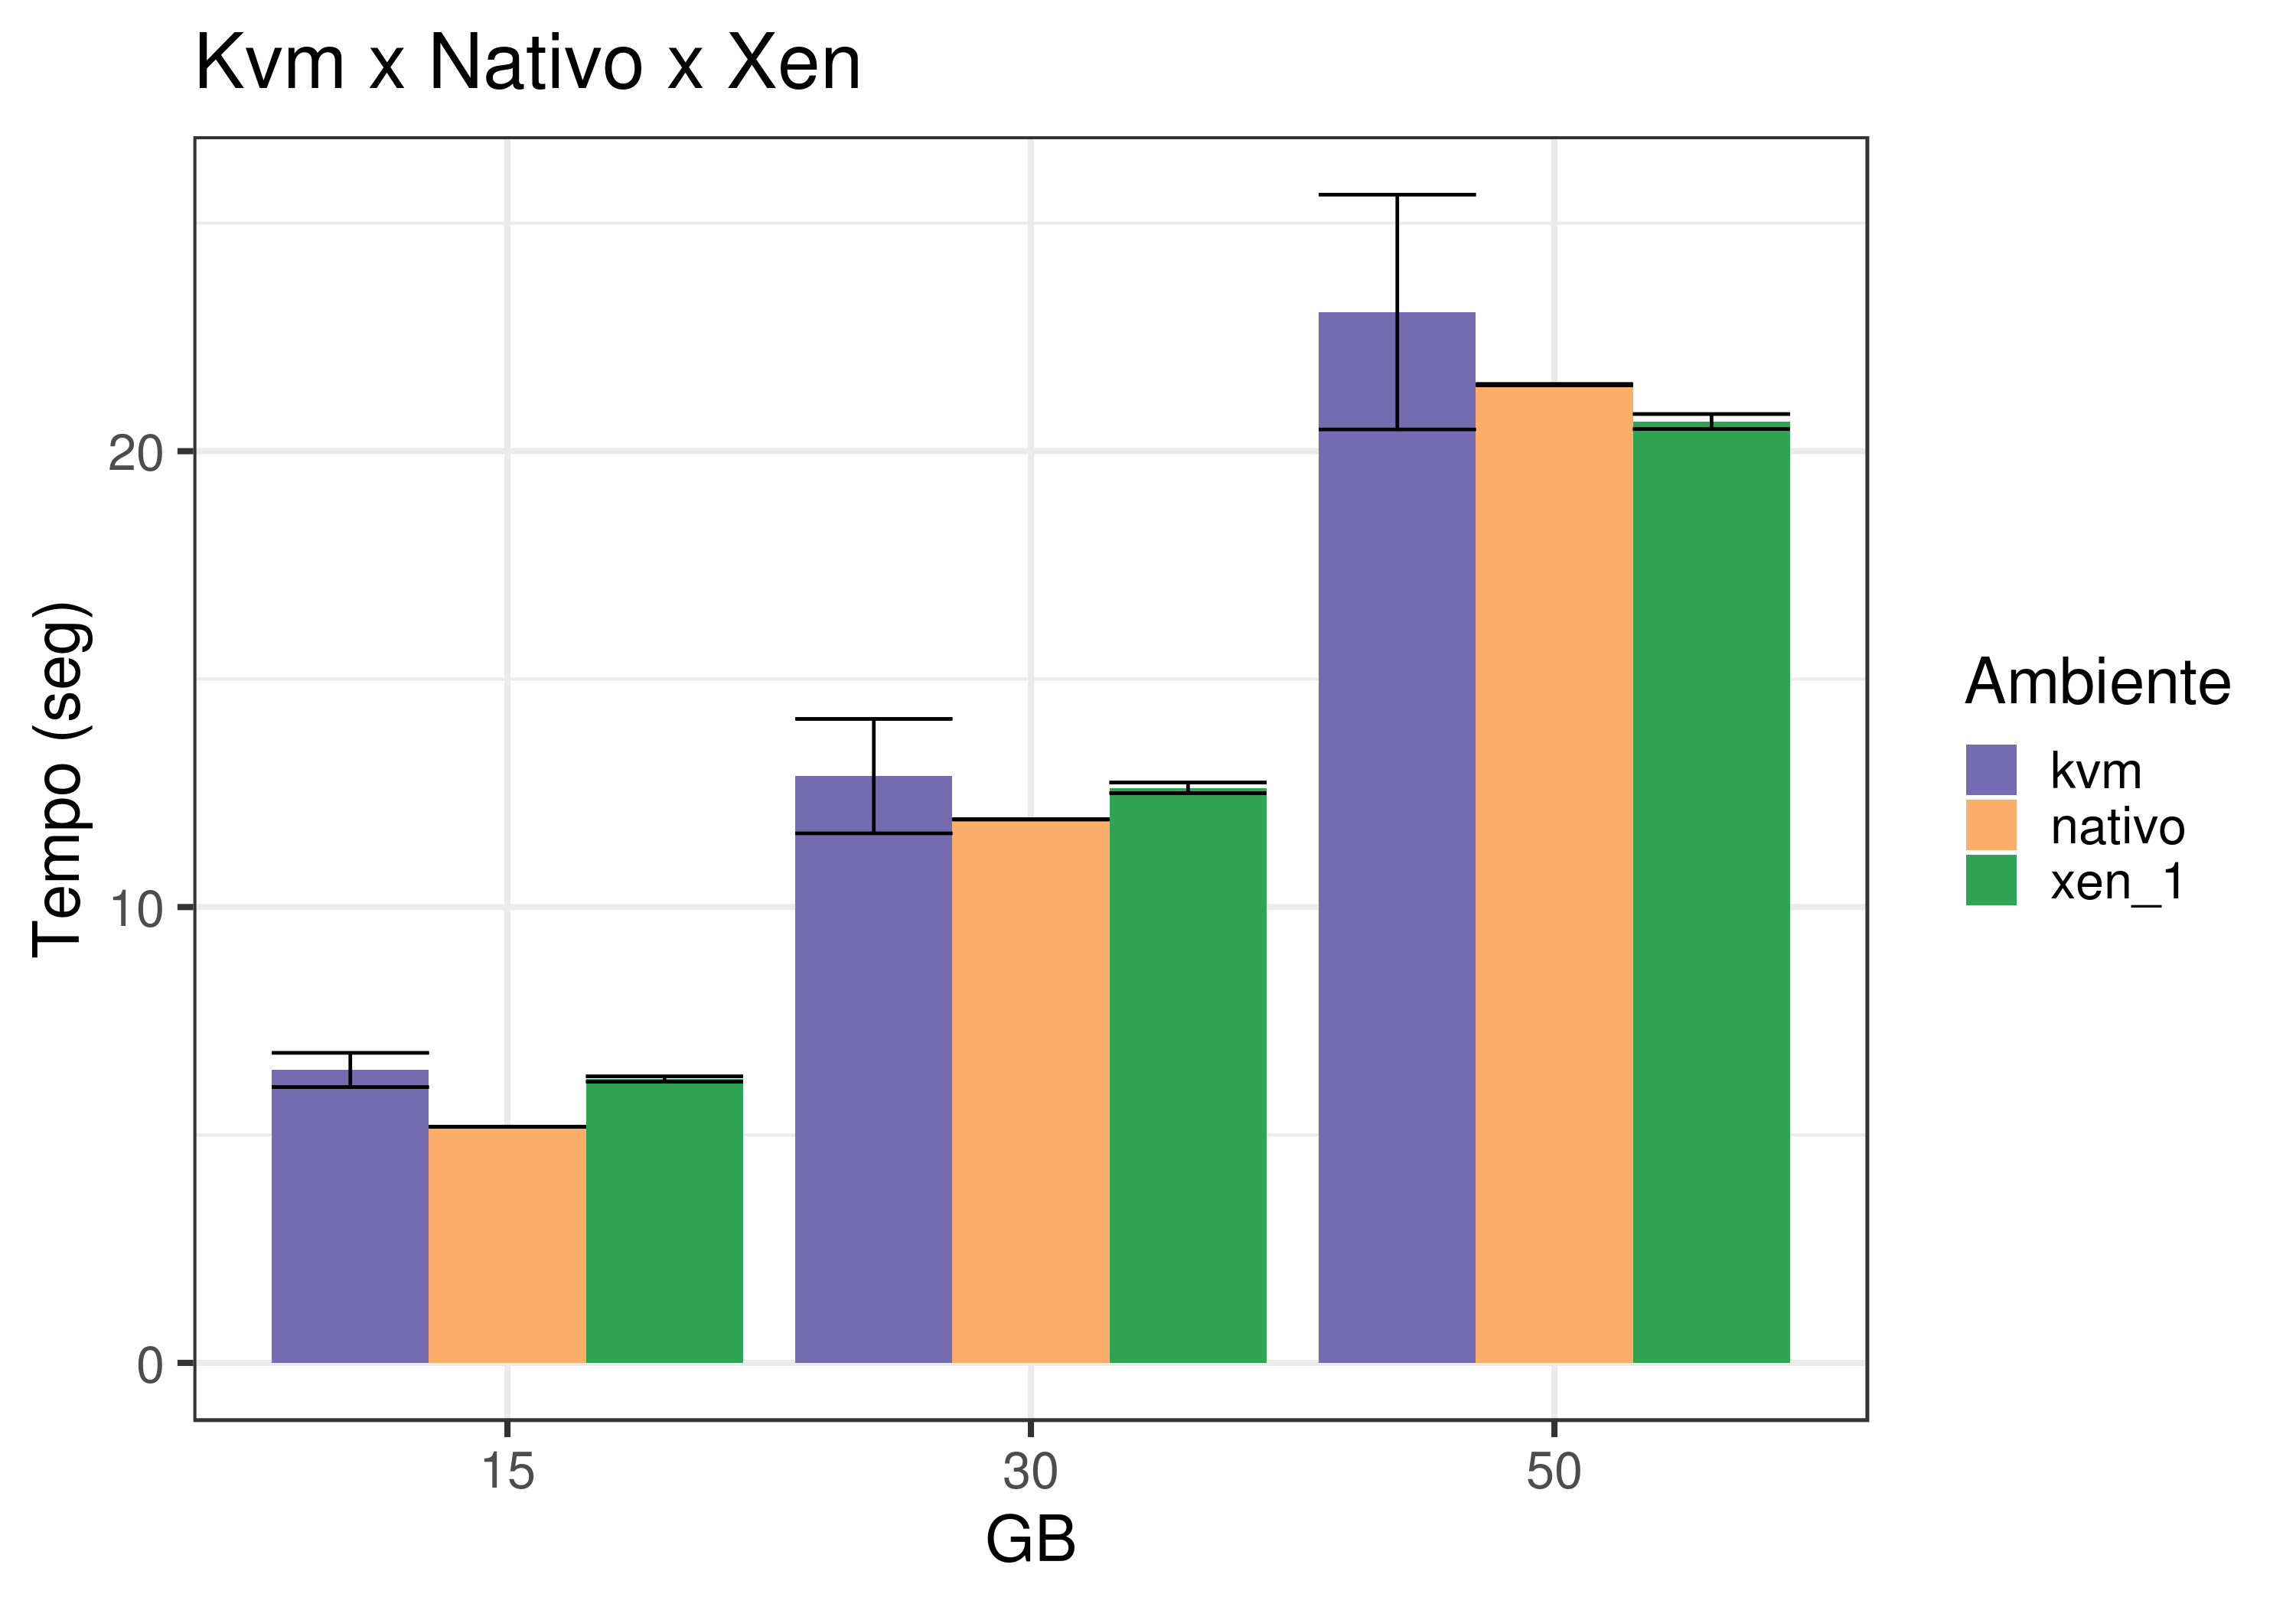 Kvm x Nativo x Xen
Tempo (seg)
20
10
0
15
30
50
GB
Ambiente
kvm
nativo
xen_1